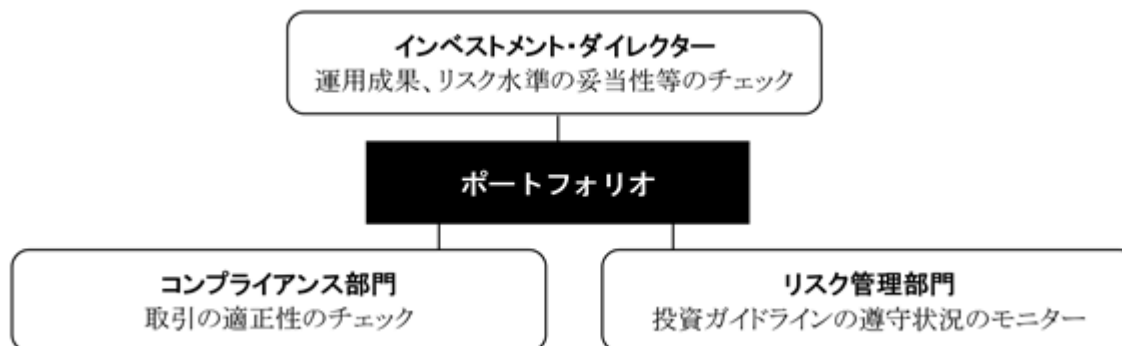 インベストメント・ダイレクター
運用成果、リスク水準の妥当性等のチェック
ポートフォリオ
コンプライアンス部門
取引の適正性のチェック
リスク管理部門
投資ガイドラインの遵守状況のモニター